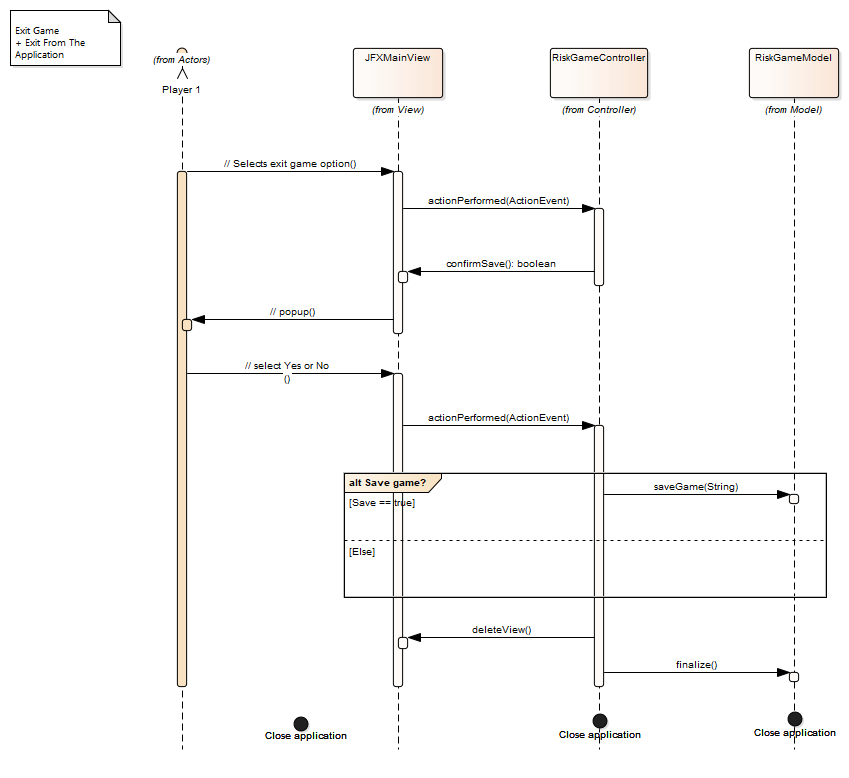 Exit Game
+ Exit From The
Application
(from Actors)
Player 1
JFXMainView
(from View)
RiskGameController
(from Controller)
RiskGameModel
(from Model)
// Selects exit game option()
actionPerformed(ActionEvent)
confirmSave(): boolean
// popup()
// select Yes or No
()
actionPerformed(ActionEvent)
alt Save game?
saveGame(String)
[Save == true]
[Else]
deleteView()
finalize()
Close application
Close application
Close application